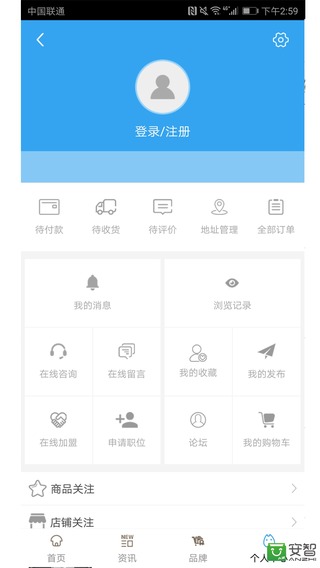 中国联通 4G 下午2:59
登录/注册
待付款 待收货 待评价 地址管理 全部订单
我的消息 浏览记录
在线咨询 在线留言 我的收藏 我的发布
在线加盟 申请职位 论坛 我的购物车
商品关注
店铺关注
NEW
首页 资讯 品牌 个人
安智